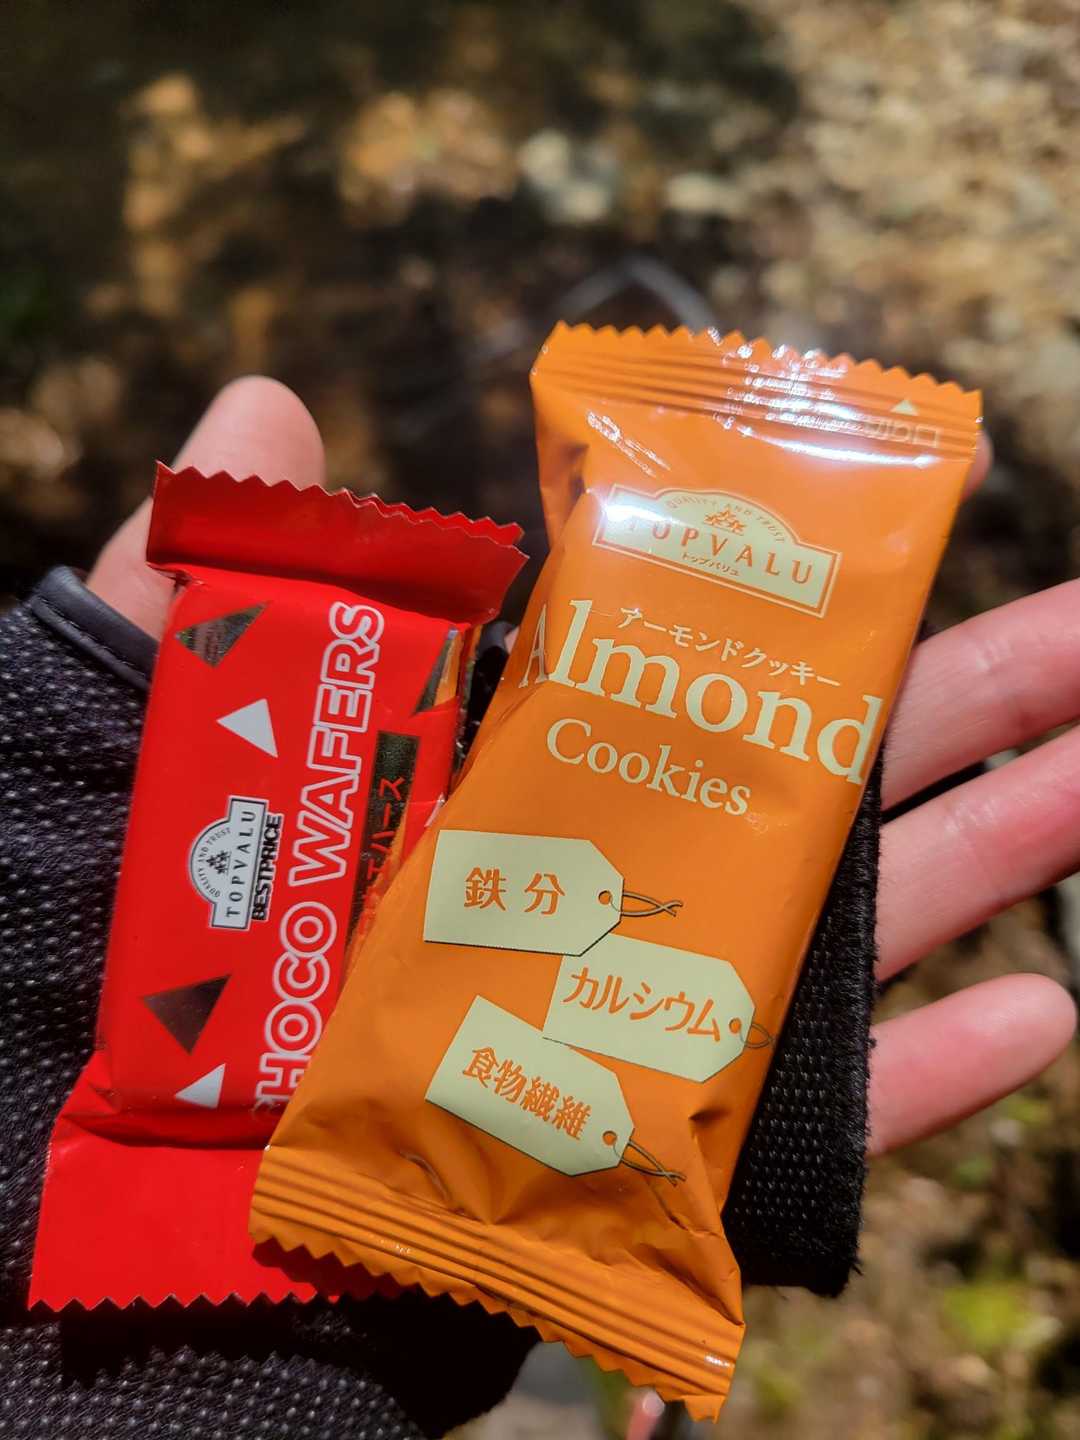 QUALITY AND TRUST
TOPVALU
BESTPRICE
CHOCO WAFERS
QUALITY AND TRUST
TOPVALU
トップバリュ
アーモンドクッキー
Almond
Cookies
鉄分
カルシウム
食物繊維